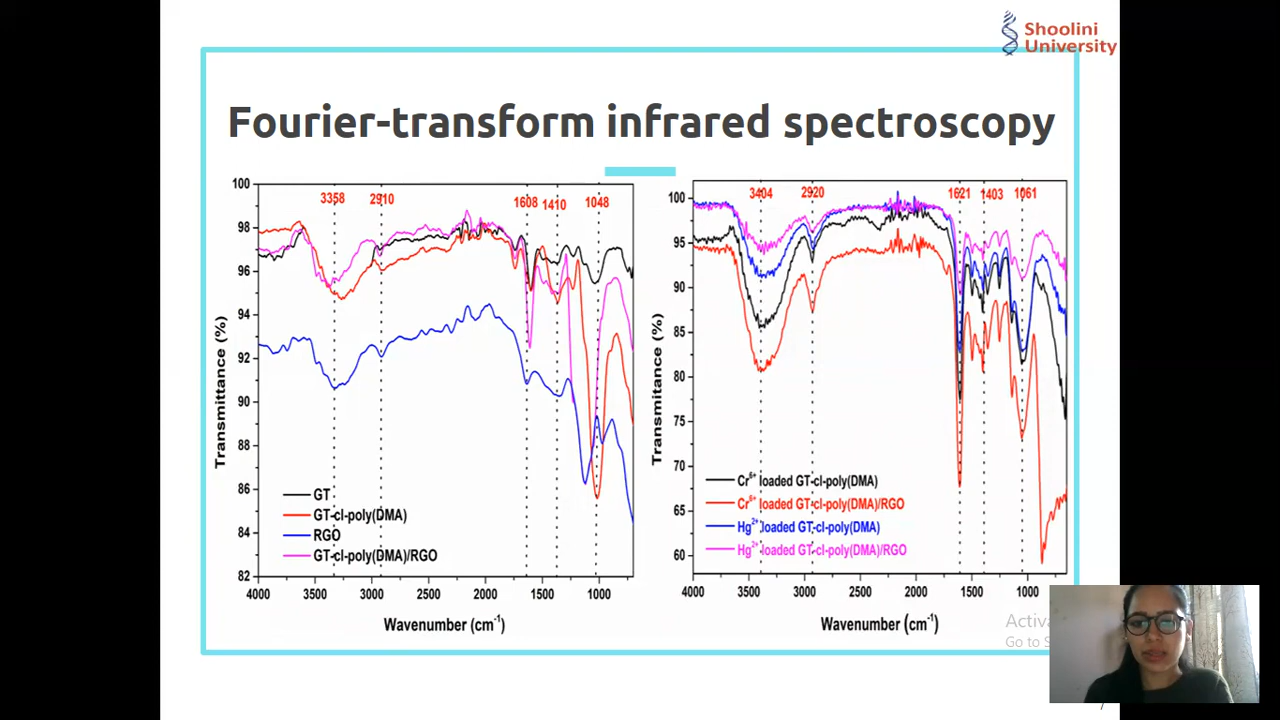 Shoolini
University
Fourier-transform infrared spectroscopy
100
98
96
94
92
90
88
86
84
82
Transmittance (%)
3358
2910
1608
1410
1048
GT
GT-cl-poly(DMA)
RGO
GT-cl-poly(DMA)/RGO
4000
3500
3000
2500
2000
1500
1000
Wavenumber (cm⁻¹)
100
95
90
85
80
75
70
65
60
Transmittance (%)
3404
2920
1621
1403
1061
Cr⁶⁺ loaded GT-cl-poly(DMA)
Cr⁶⁺ loaded GT-cl-poly(DMA)/RGO
Hg²⁺ loaded GT-cl-poly(DMA)
Hg²⁺ loaded GT-cl-poly(DMA)/RGO
4000
3500
3000
2500
2000
1500
1000
Wavenumber (cm⁻¹)
Activa
Go to S